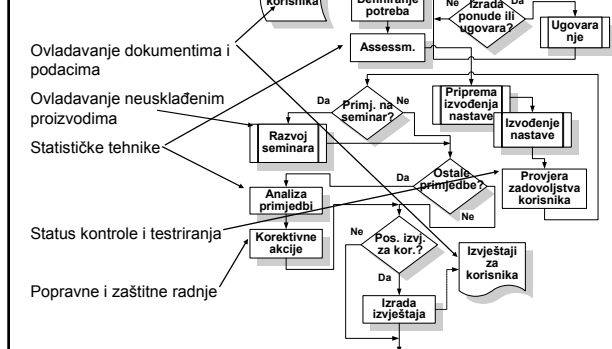 korisnika
Definiranje
potreba
Ne
Da
Izrada
ponude ili
ugovara?
Ugovara
nje
Ovladavanje dokumentima i
podacima
Assessm.
Ovladavanje neusklađenim
proizvodima
Da
Primj. na
seminar?
Ne
Priprema
izvođenja
nastave
Izvođenje
nastave
Statističke tehnike
Razvoj
seminara
Da
Ostale
primjedbe?
Ne
Provjera
zadovoljstva
korisnika
Analiza
primjedbi
Status kontrole i testriranja
Korektivne
akcije
Ne
Pos. izvj.
za kor.?
Da
Izvještaji
za
korisnika
Popravne i zaštitne radnje
Izrada
izvještaja